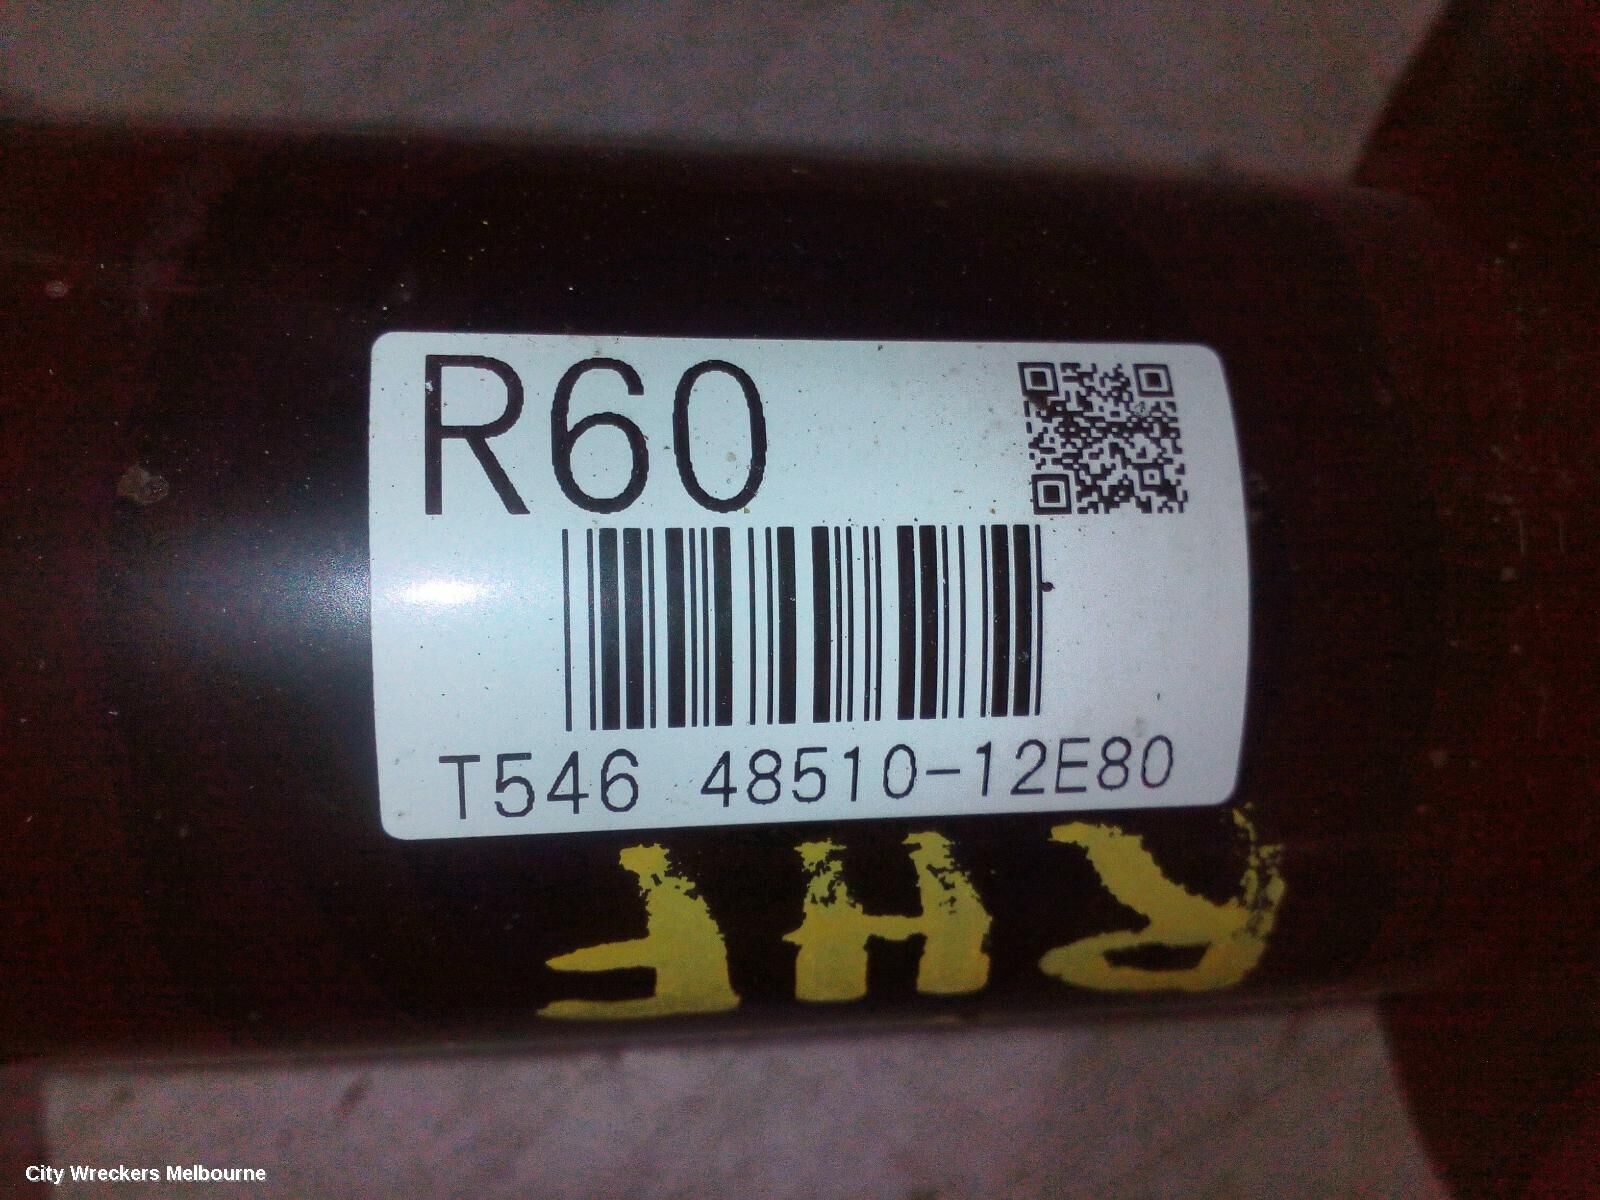 R60
T546 48510-12E80
RHF
City Wreckers Melbourne